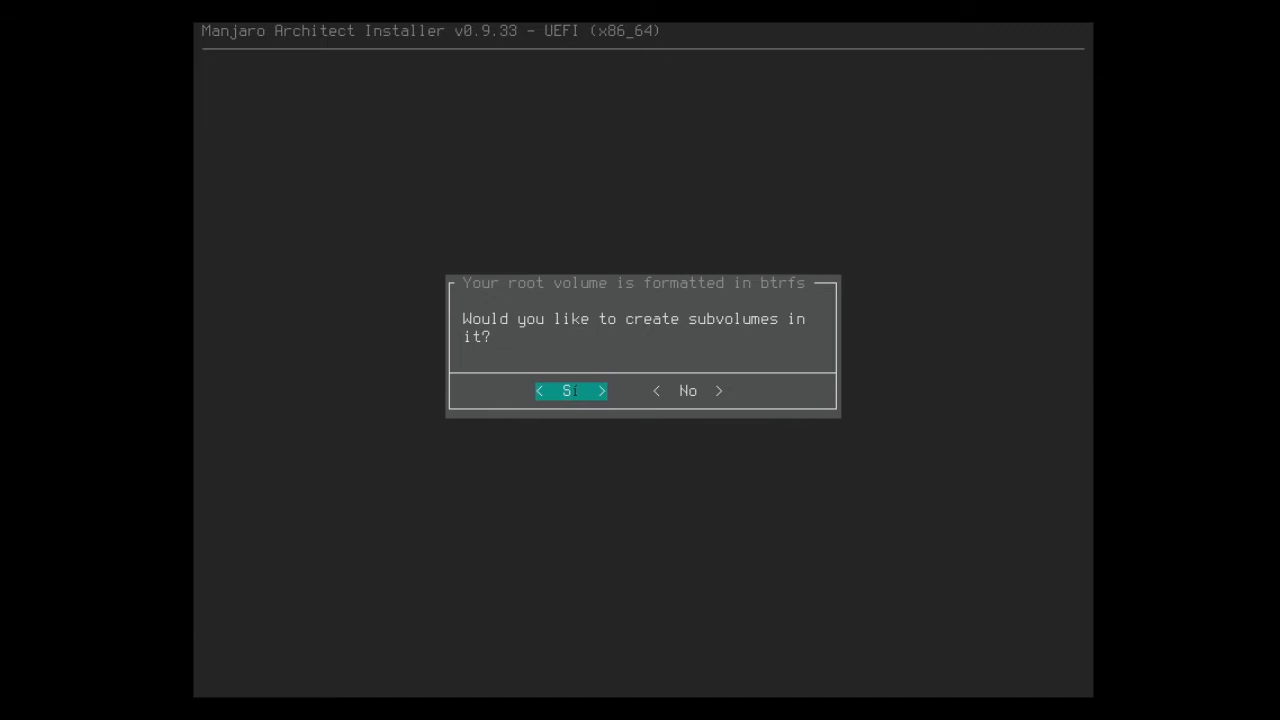 Manjaro Architect Installer v0.9.33 - UEFI (x86_64)
Your root volume is formatted in btrfs
Would you like to create subvolumes in
it?
< Sí > < No >